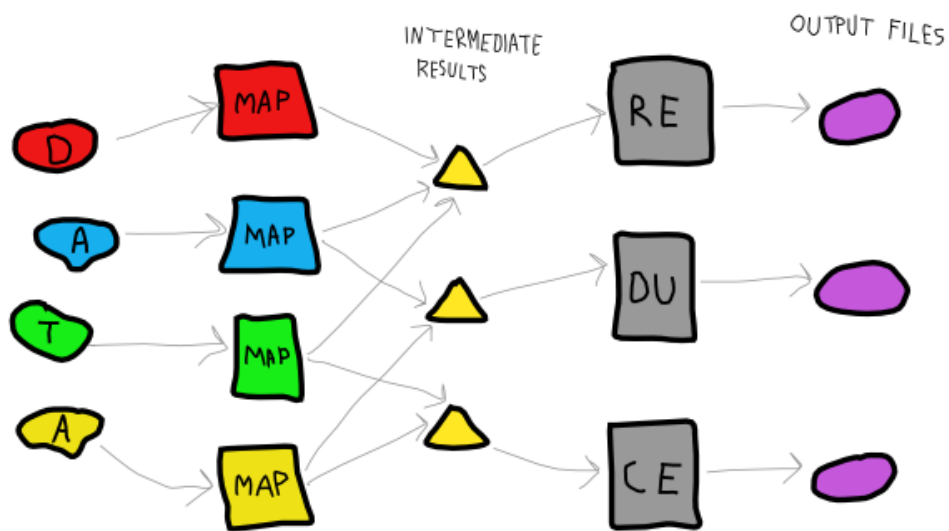 INTERMEDIATE
RESULTS
OUTPUT FILES
D
MAP
RE
A
MAP
T
MAP
DU
A
MAP
CE